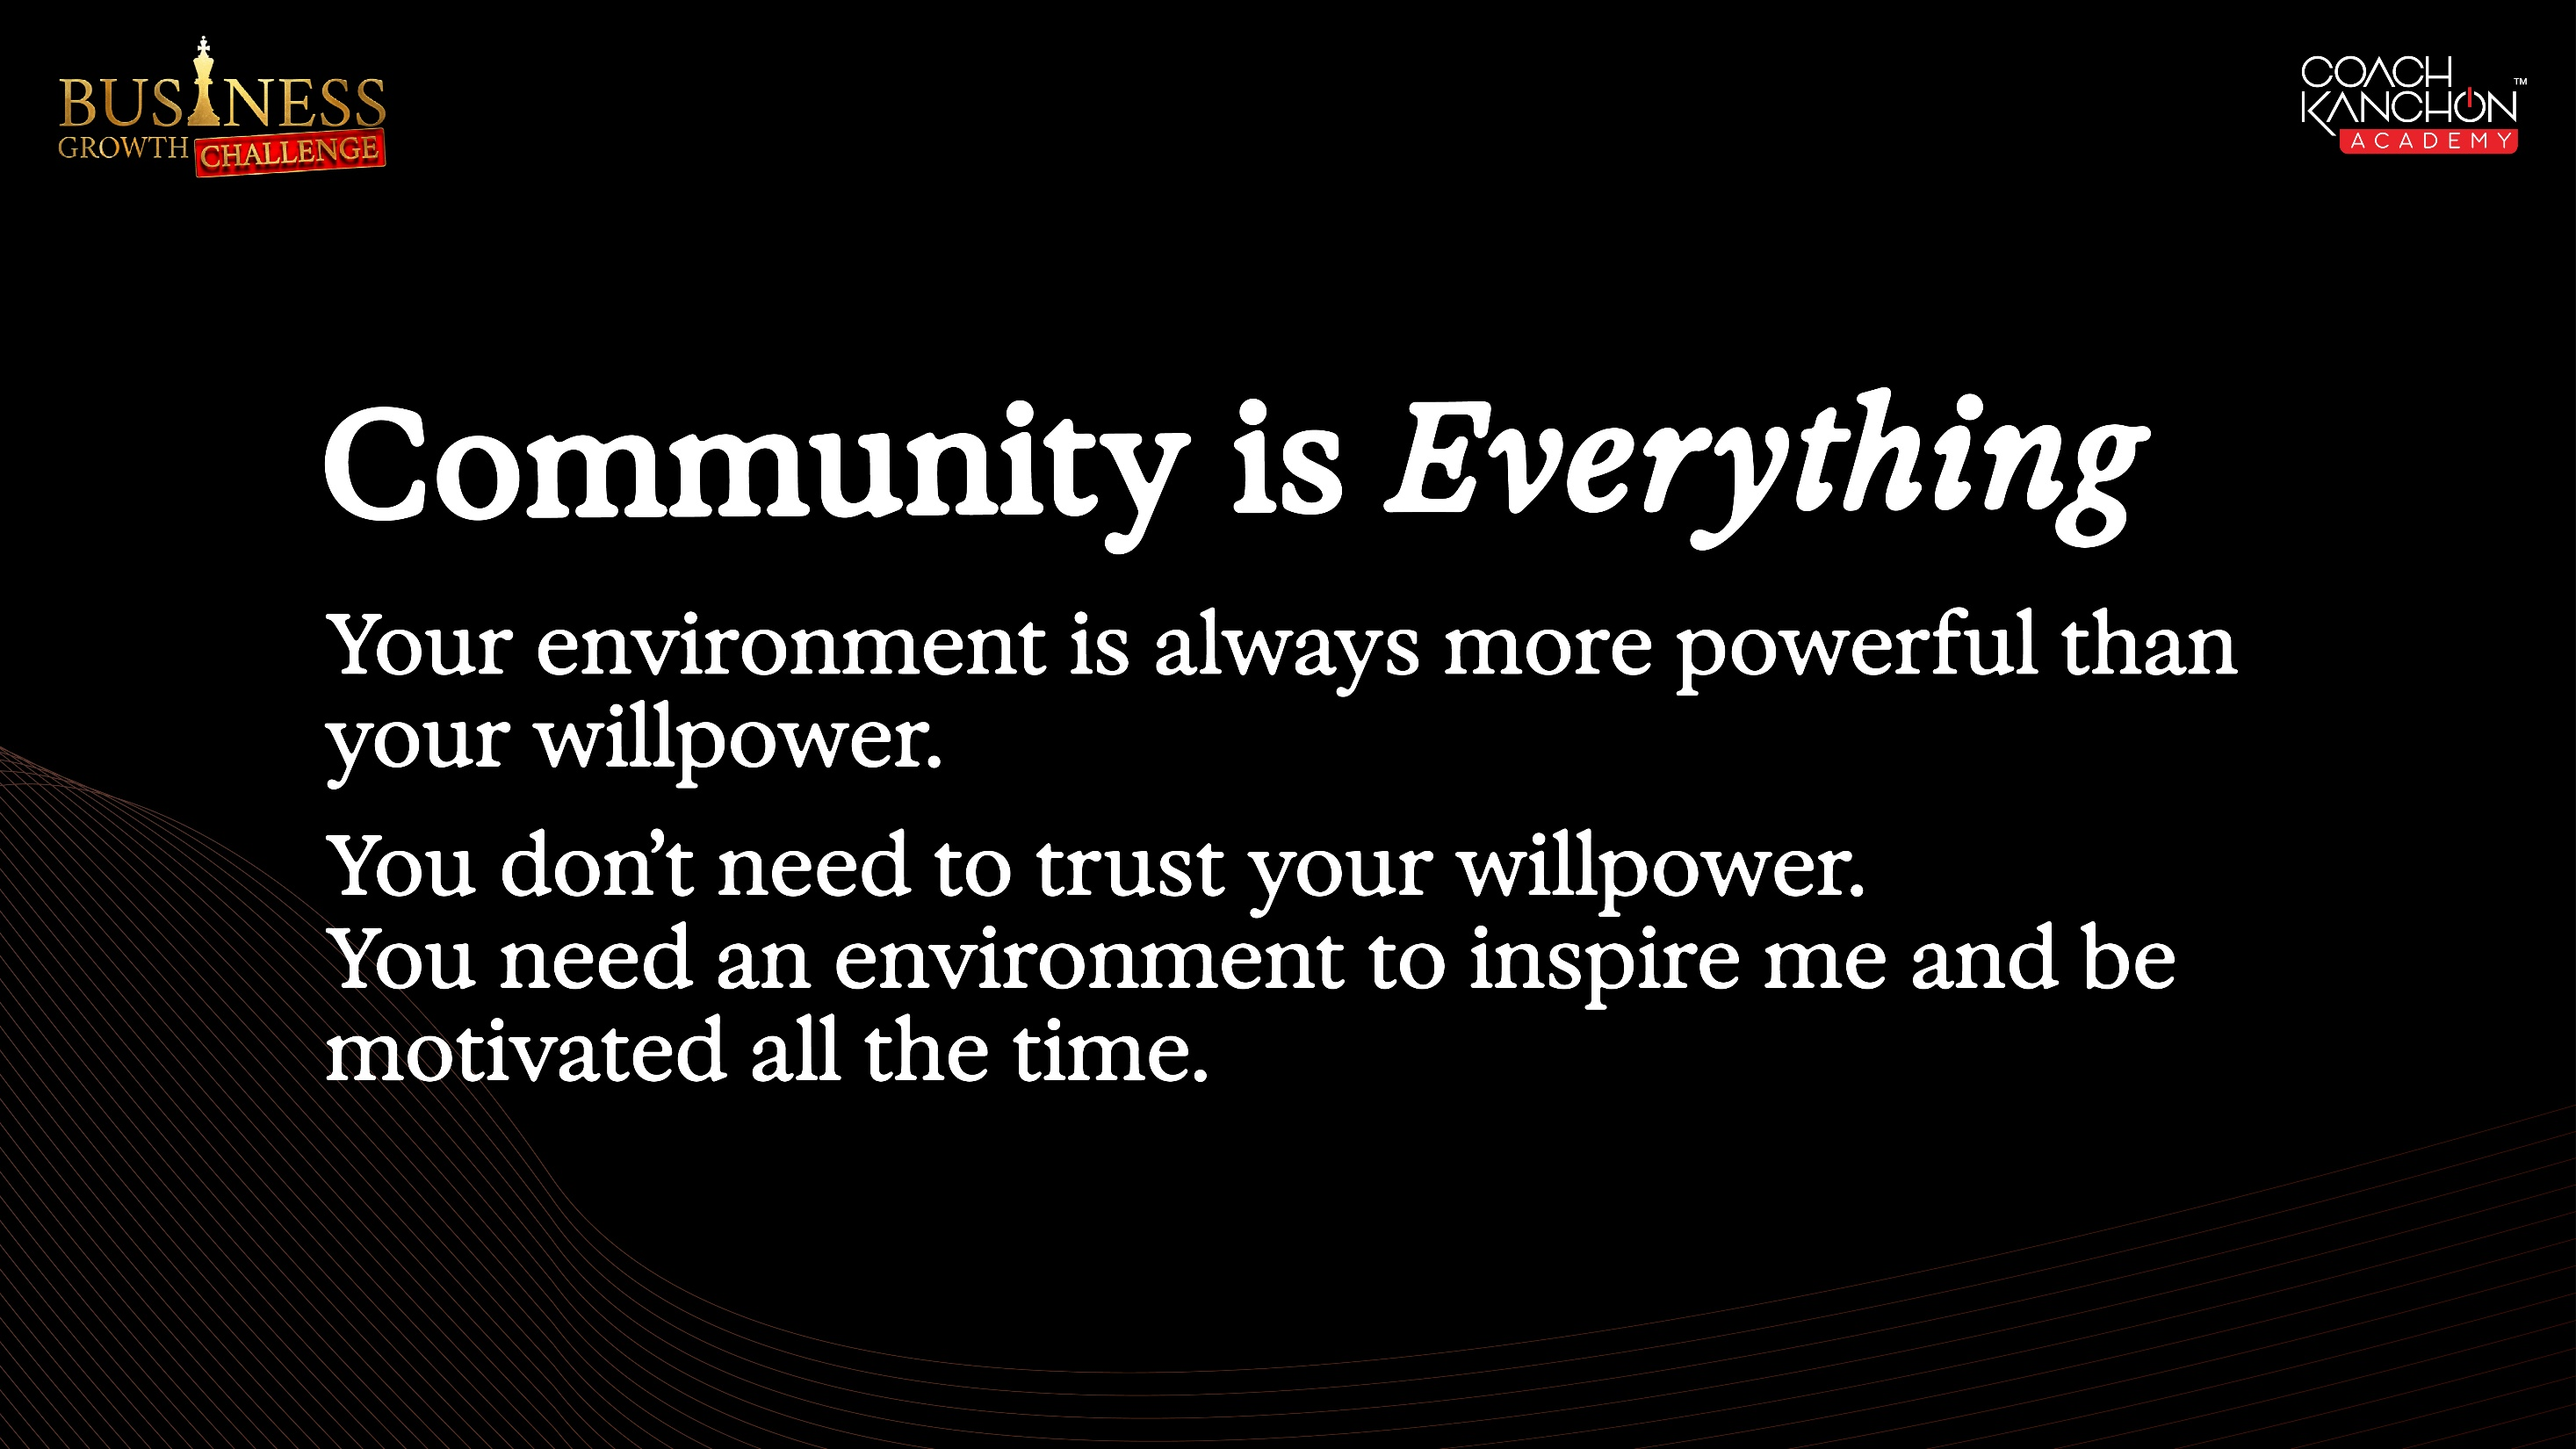 BUSINESS
GROWTH CHALLENGE
COACH
KANCHON™
ACADEMY
Community is Everything
Your environment is always more powerful than
your willpower.
You don’t need to trust your willpower.
You need an environment to inspire me and be
motivated all the time.